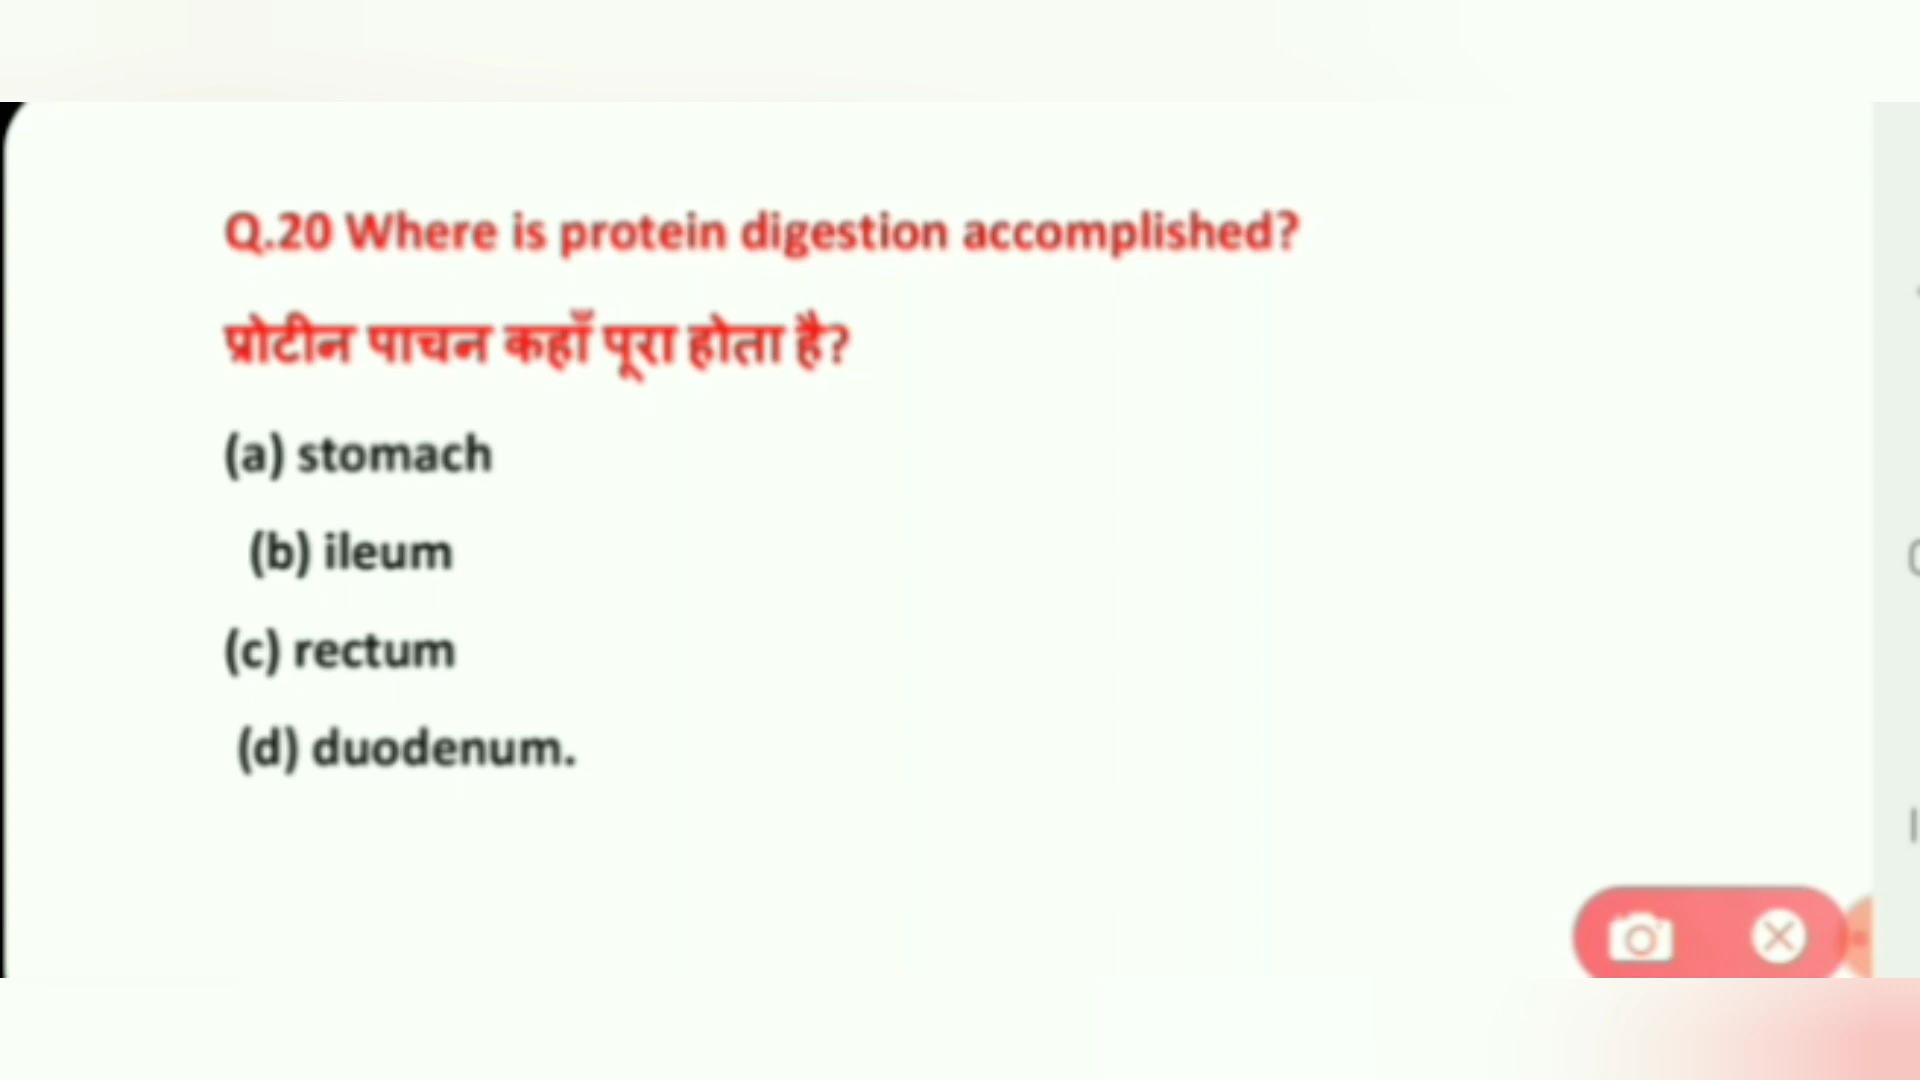 Q.20 Where is protein digestion accomplished?
प्रोटीन पाचन कहाँ पूरा होता है?
(a) stomach
(b) ileum
(c) rectum
(d) duodenum.